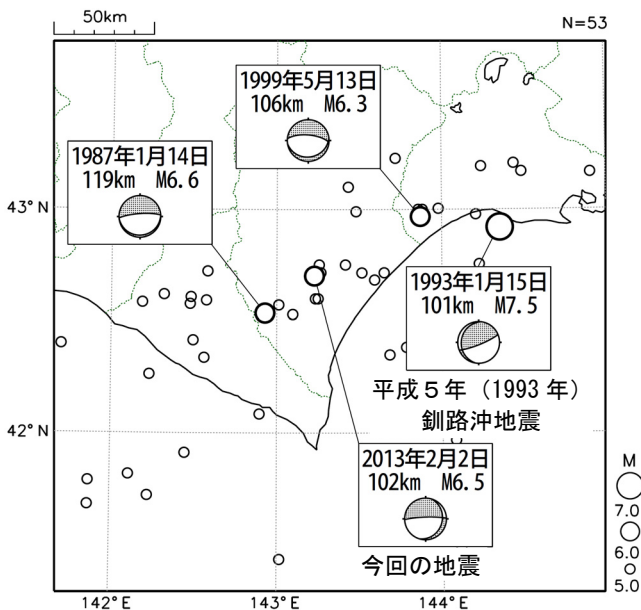 50km
N=53
1999年5月13日
106km M6.3
1987年1月14日
119km M6.6
43°N
1993年1月15日
101km M7.5
平成5年（1993 年）
釧路沖地震
42°N
2013年2月2日
102km M6.5
今回の地震
M
7.0
6.0
5.0
142°E
143°E
144°E